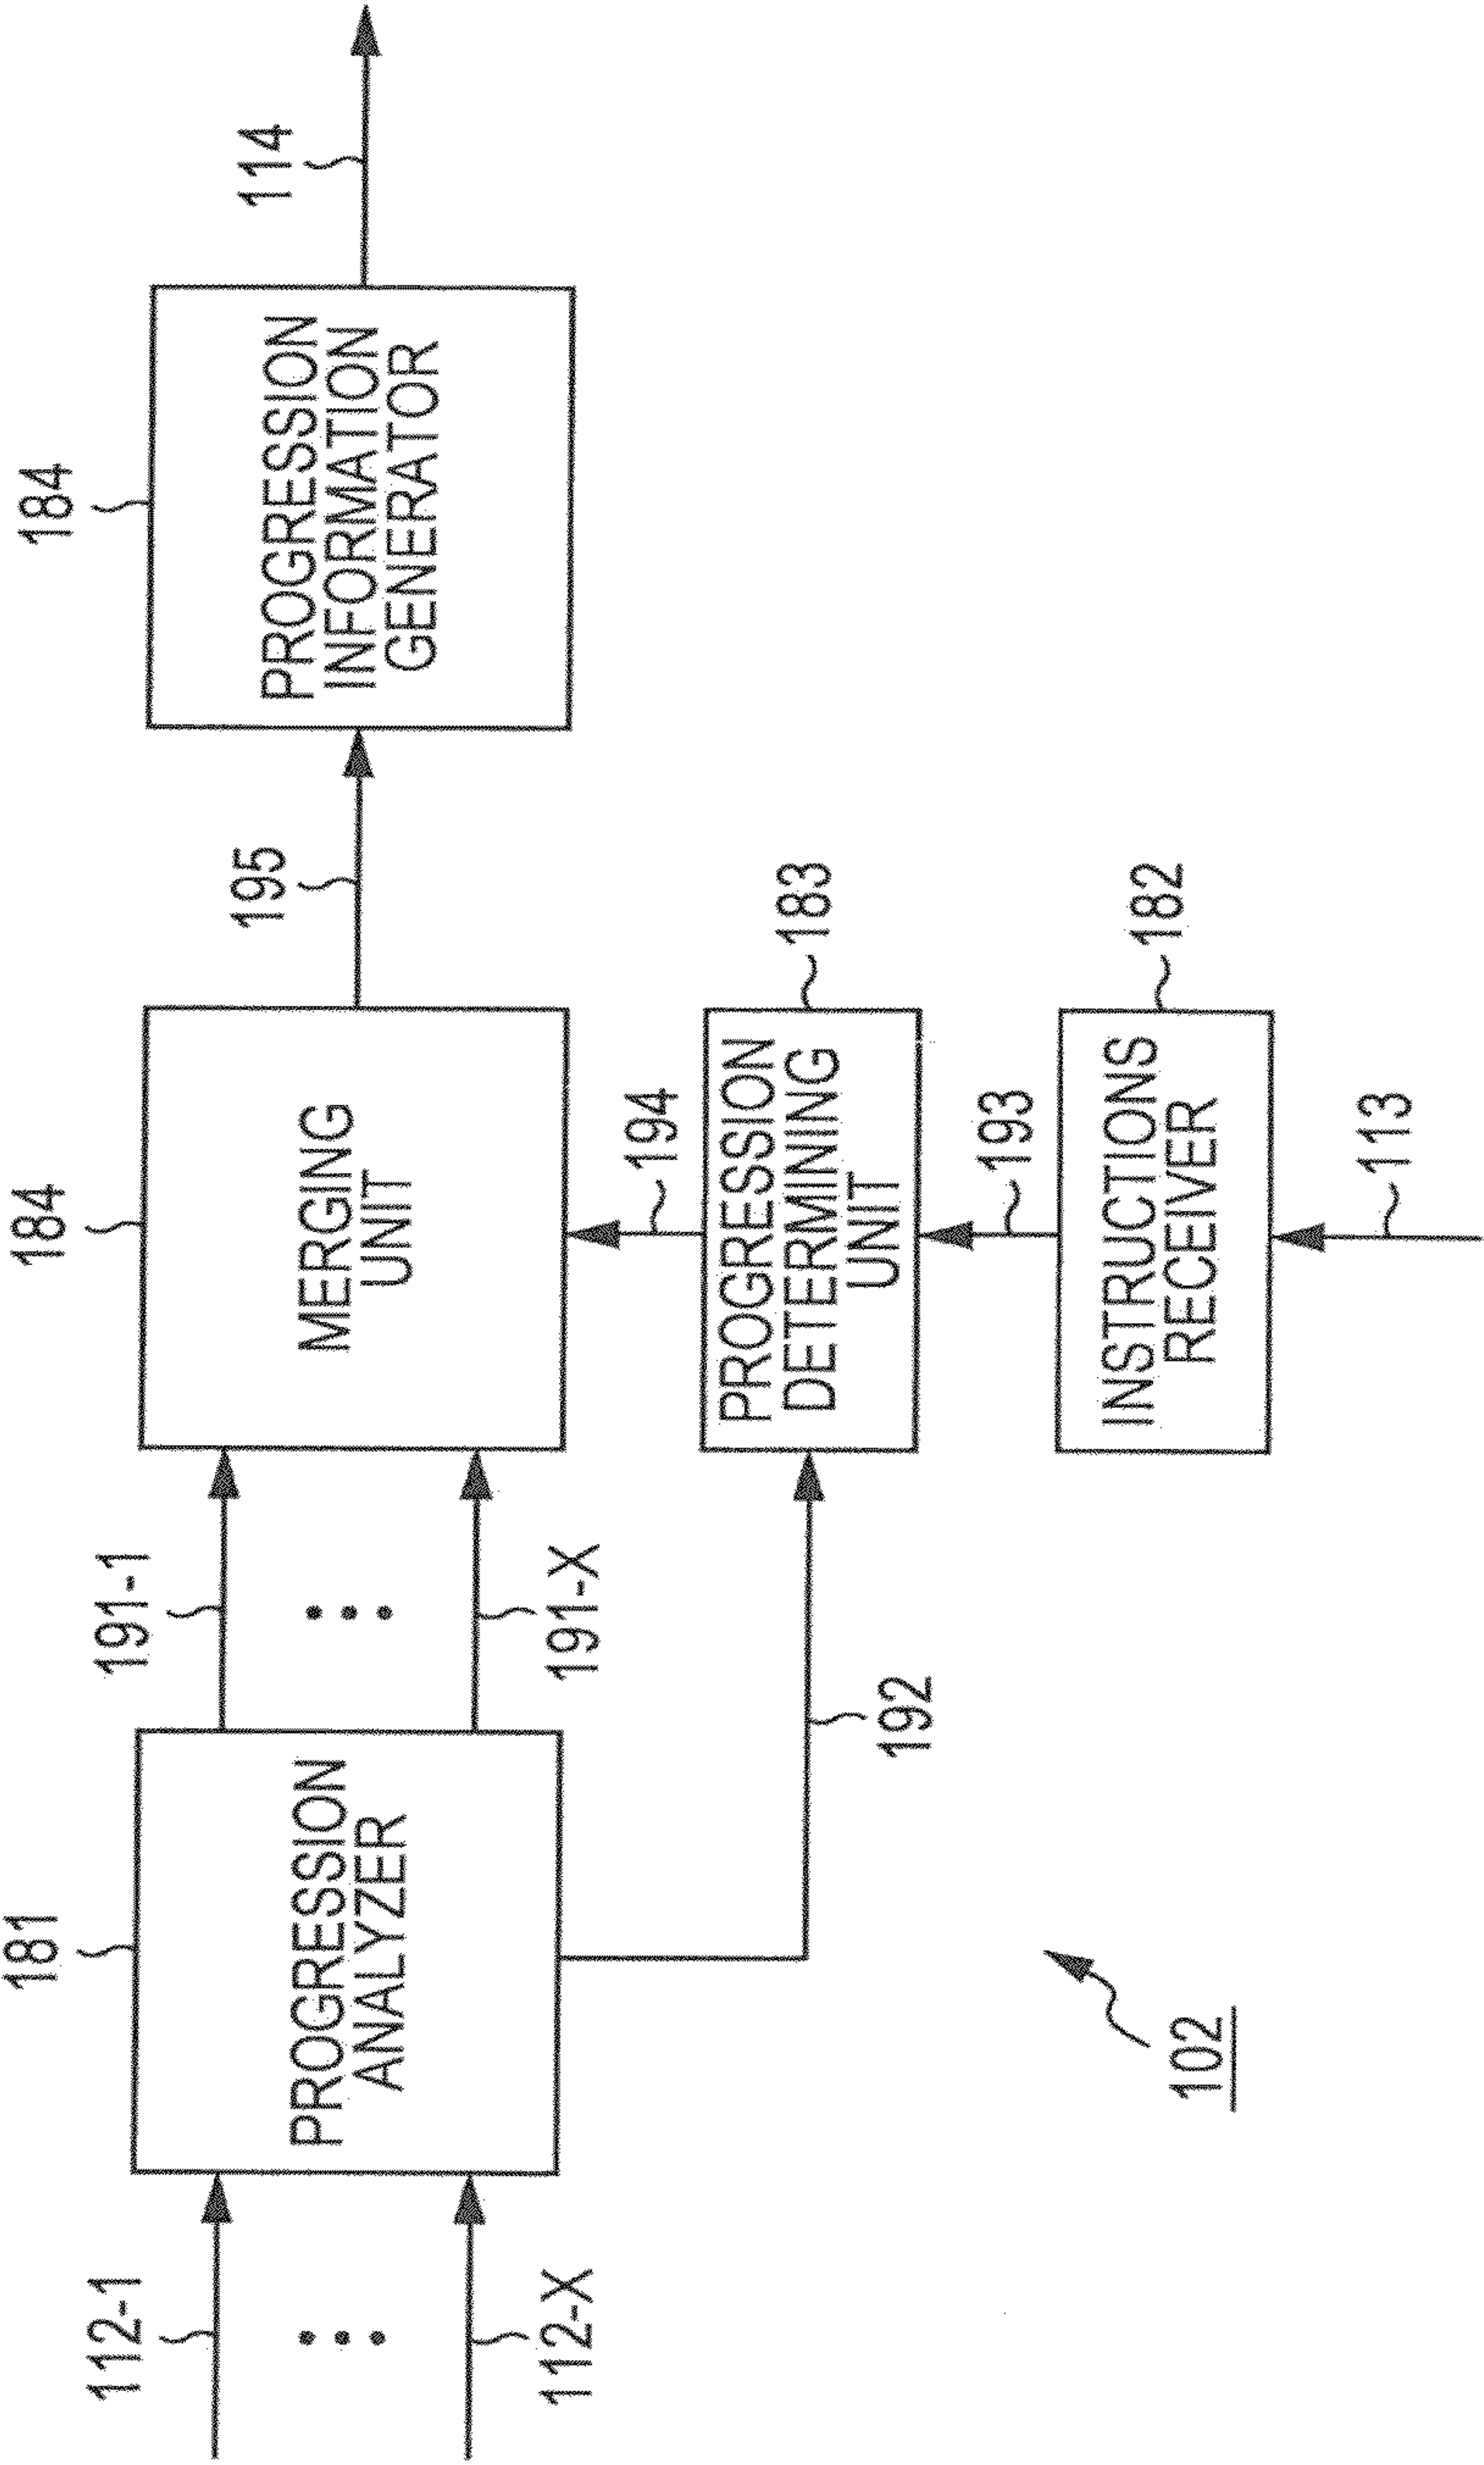 181
184
184
112-1
191-1
195
114
PROGRESSION
ANALYZER
MERGING
UNIT
PROGRESSION
INFORMATION
GENERATOR
112-X
191-X
194
192
PROGRESSION
DETERMINING
UNIT
183
193
102
INSTRUCTIONS
RECEIVER
182
113